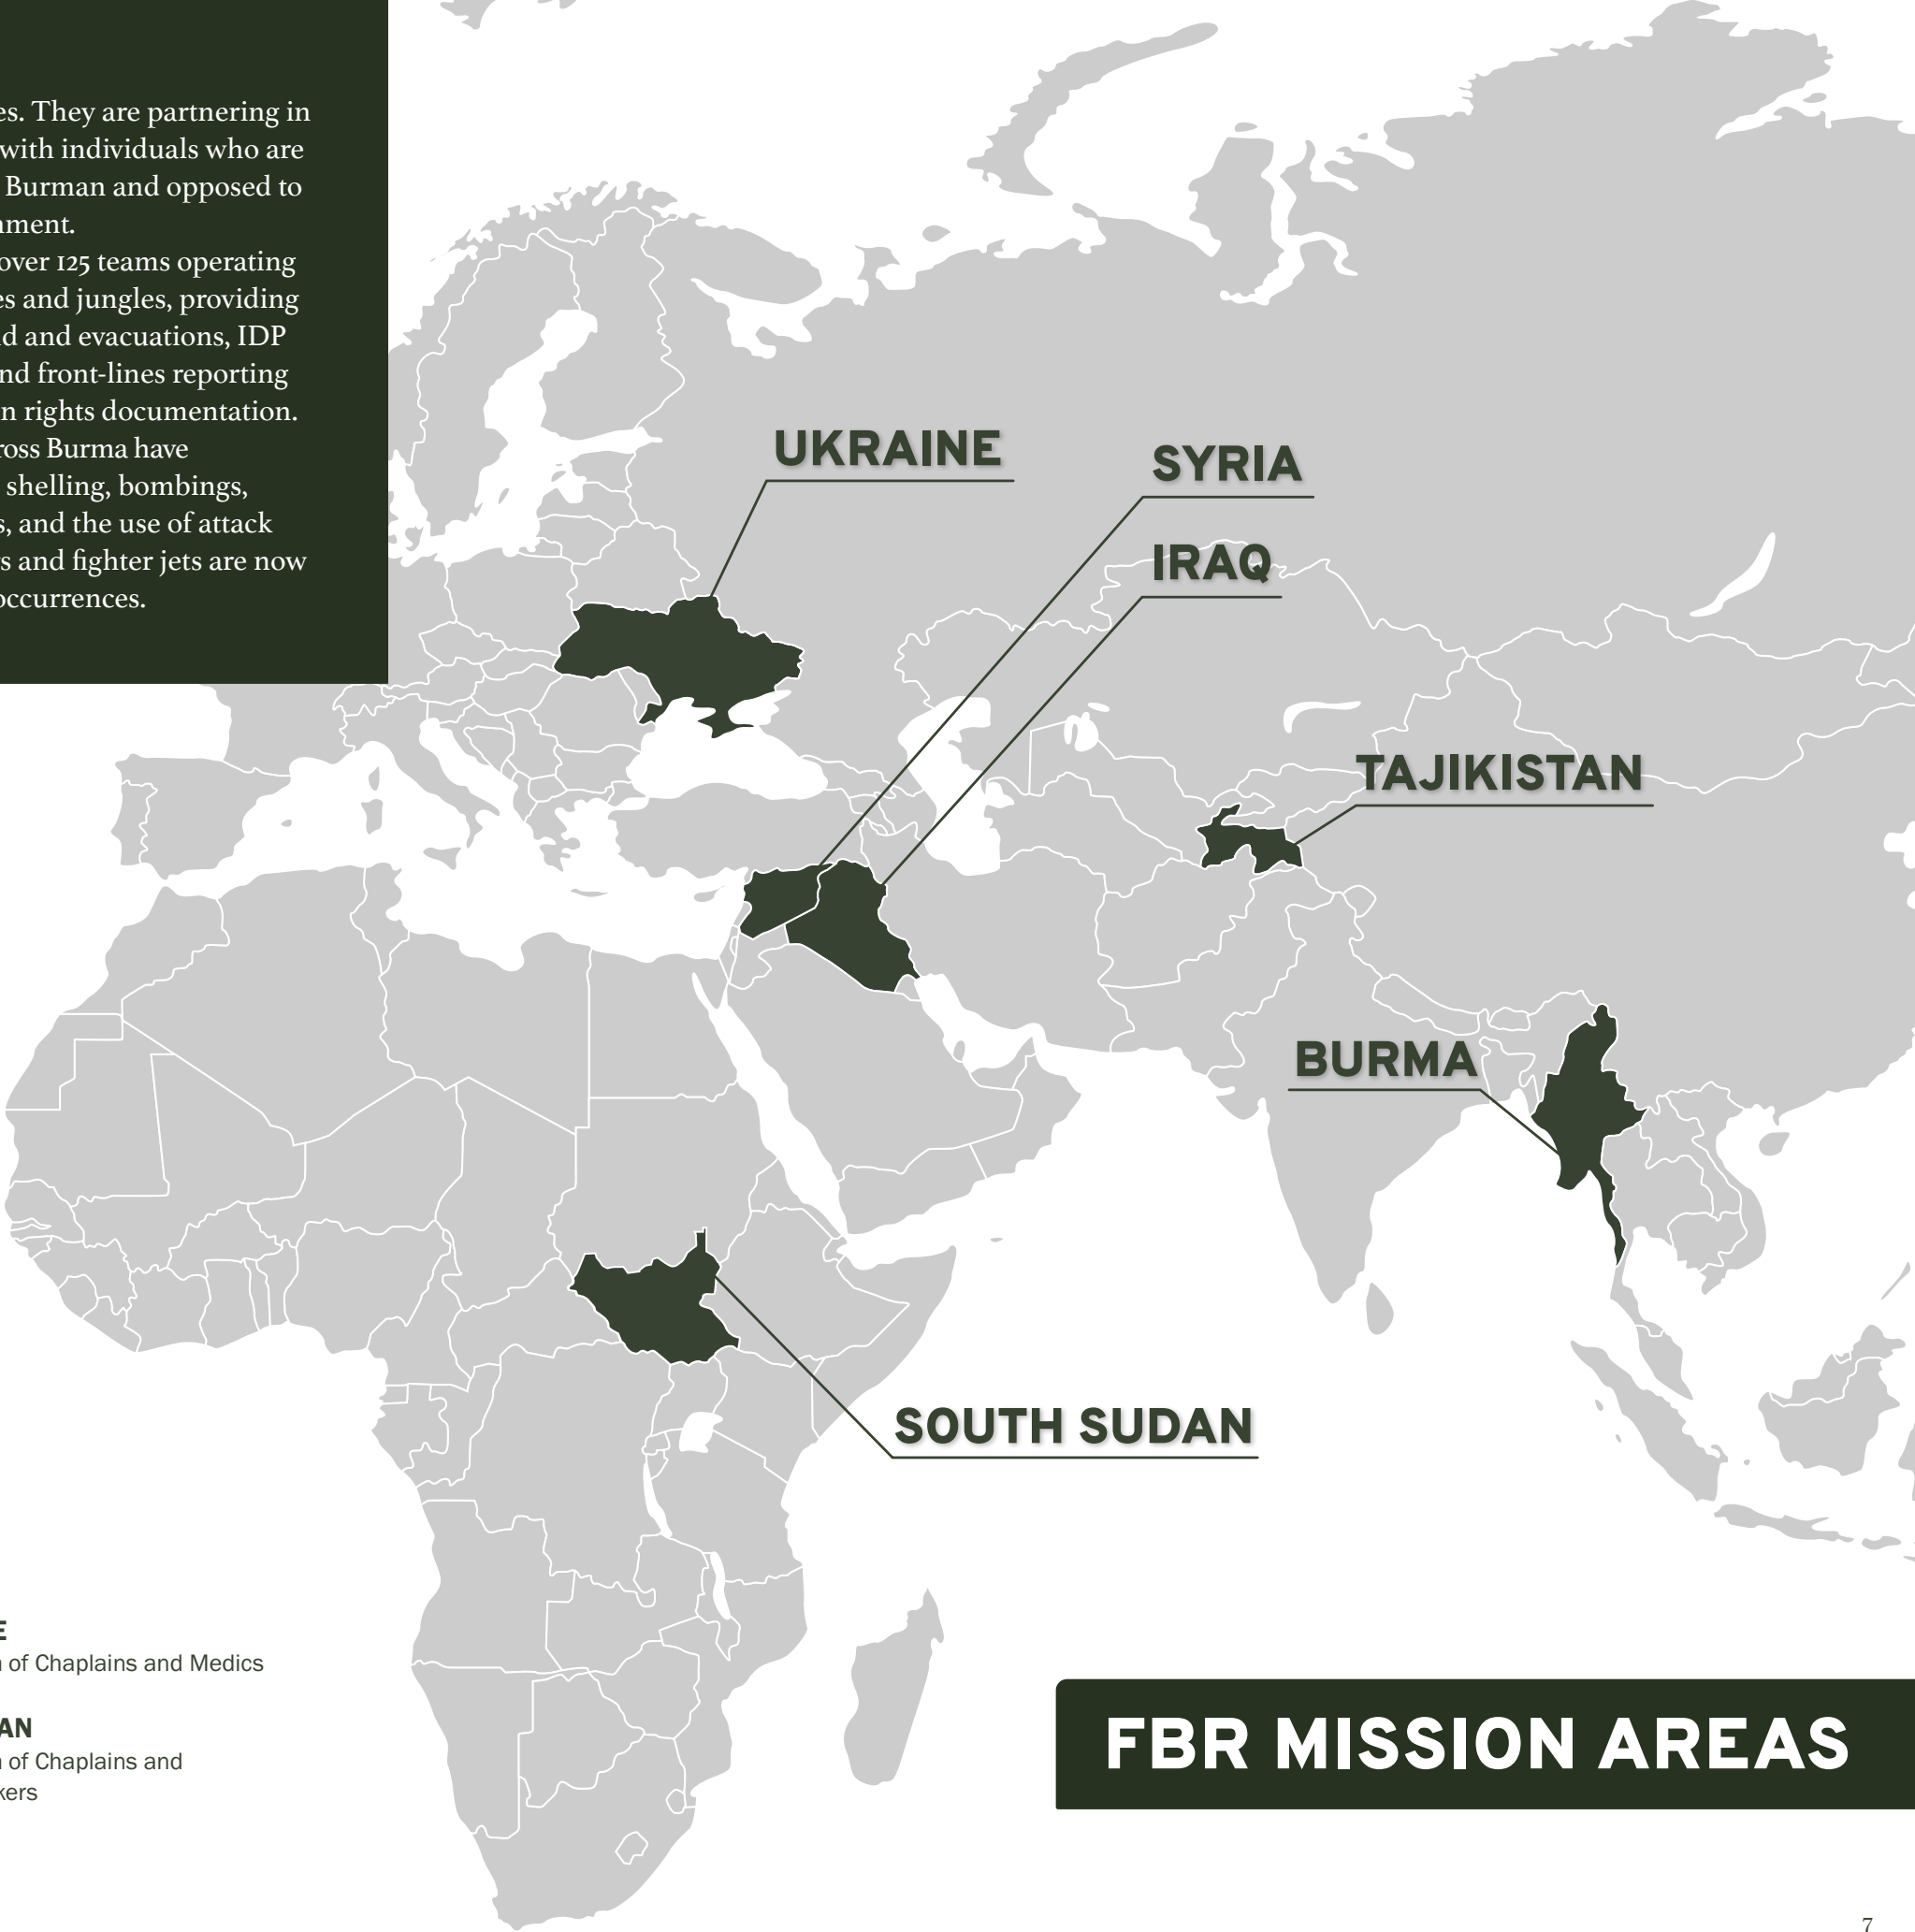 es. They are partnering in
with individuals who are
Burman and opposed to
nment.
over 125 teams operating
es and jungles, providing
d and evacuations, IDP
nd front-lines reporting
n rights documentation.
ross Burma have
shelling, bombings,
s, and the use of attack
rs and fighter jets are now
occurrences.
UKRAINE
SYRIA
IRAQ
TAJIKISTAN
BURMA
SOUTH SUDAN
E
of Chaplains and Medics
AN
of Chaplains and
kers
FBR MISSION AREAS
7